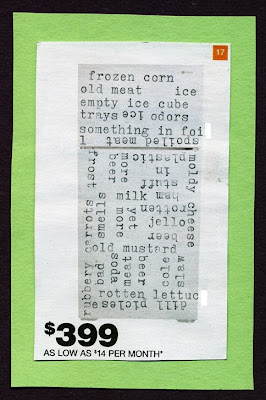 17
frozen corn
old meat ice
empty ice cube
trays ice odors
something in foi
l
spoiled meat
frost
more
beer
plastic
in
stuff
moldy cheese
milk
ham
rotten
rubbery carrots
bad smells
yet
more
jello
beer
old mustard
soda
beer
cole
slaw
rotten lettuc
dill picles
$399
AS LOW AS $14 PER MONTH*